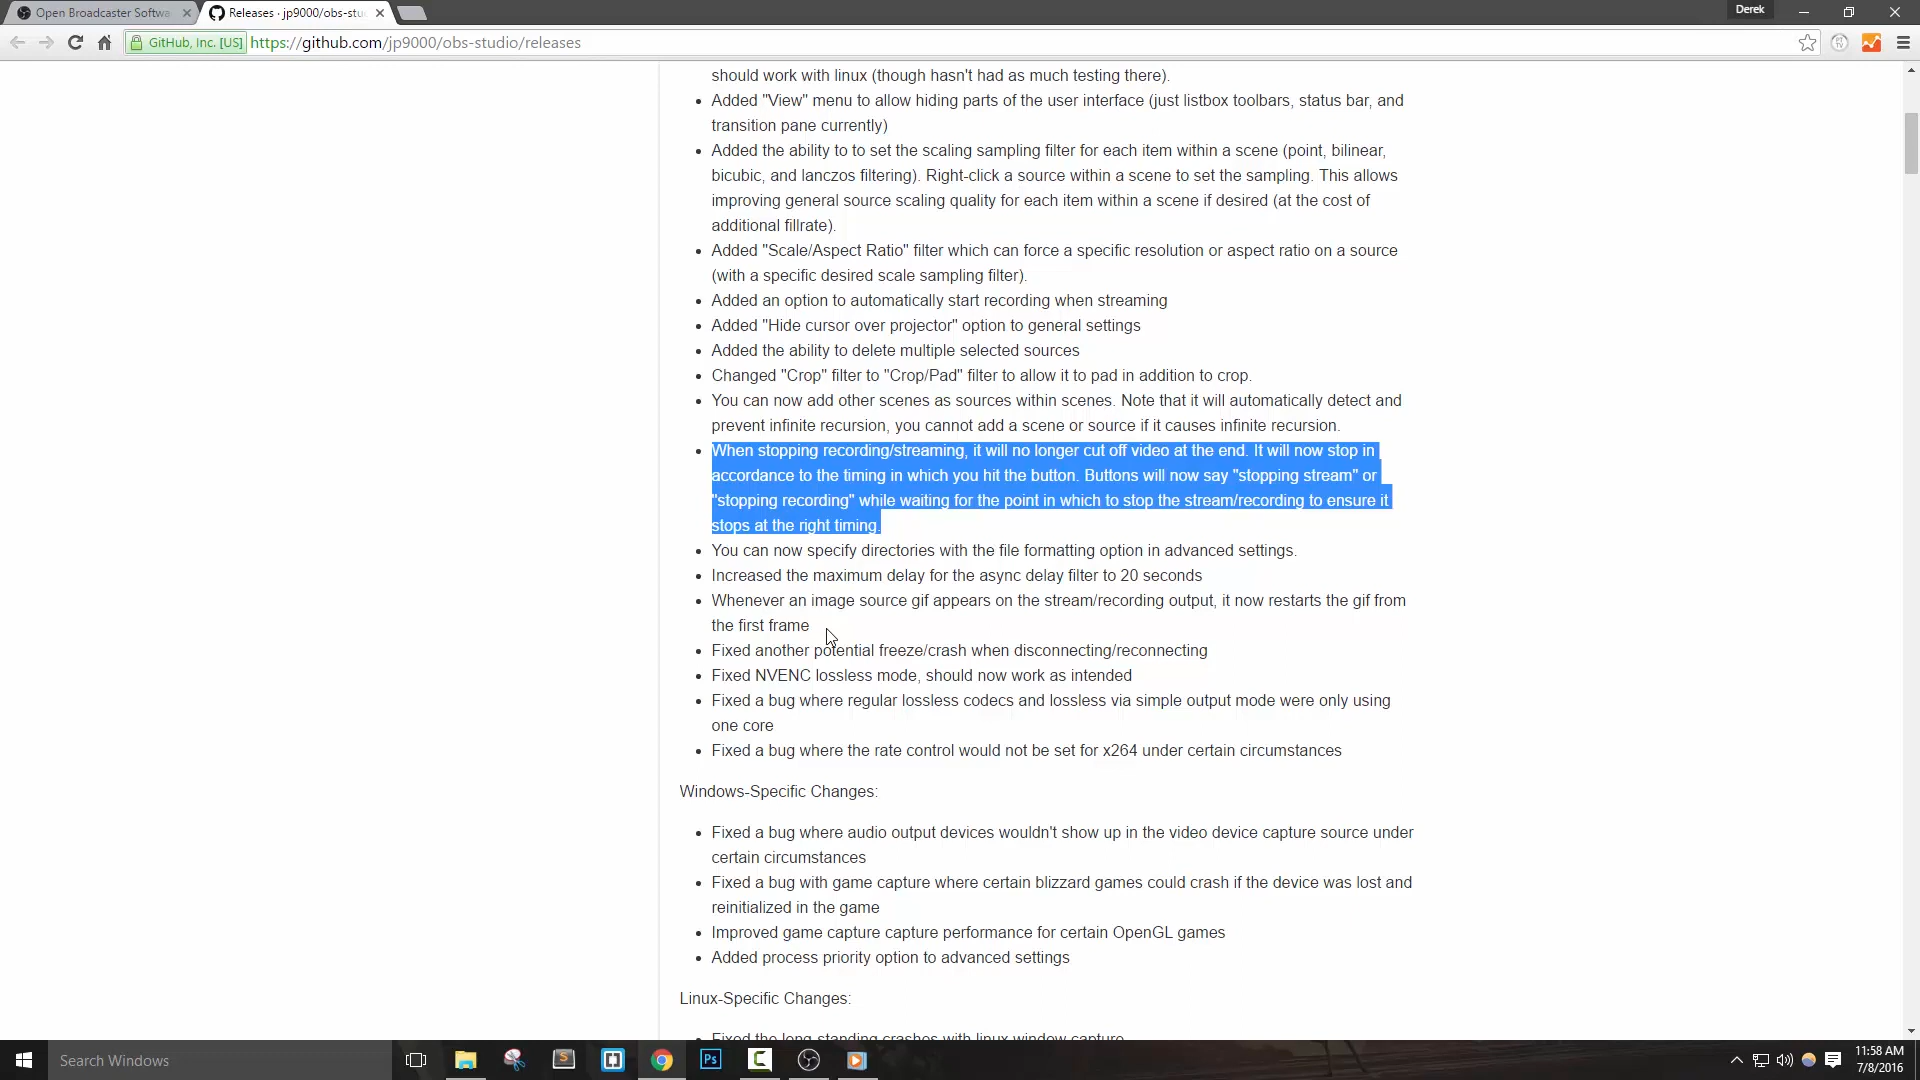 Open Broadcaster Softwa
Releases · jp9000/obs-stu
Derek
GitHub, Inc. [US]
https://github.com/jp9000/obs-studio/releases
should work with linux (though hasn't had as much testing there).
Added "View" menu to allow hiding parts of the user interface (just listbox toolbars, status bar, and
transition pane currently)
Added the ability to to set the scaling sampling filter for each item within a scene (point, bilinear,
bicubic, and lanczos filtering). Right-click a source within a scene to set the sampling. This allows
improving general source scaling quality for each item within a scene if desired (at the cost of
additional fillrate).
Added "Scale/Aspect Ratio" filter which can force a specific resolution or aspect ratio on a source
(with a specific desired scale sampling filter).
Added an option to automatically start recording when streaming
Added "Hide cursor over projector" option to general settings
Added the ability to delete multiple selected sources
Changed "Crop" filter to "Crop/Pad" filter to allow it to pad in addition to crop.
You can now add other scenes as sources within scenes. Note that it will automatically detect and
prevent infinite recursion, you cannot add a scene or source if it causes infinite recursion.
When stopping recording/streaming, it will no longer cut off video at the end. It will now stop in
accordance to the timing in which you hit the button. Buttons will now say "stopping stream" or
"stopping recording" while waiting for the point in which to stop the stream/recording to ensure it
stops at the right timing.
You can now specify directories with the file formatting option in advanced settings.
Increased the maximum delay for the async delay filter to 20 seconds
Whenever an image source gif appears on the stream/recording output, it now restarts the gif from
the first frame
Fixed another potential freeze/crash when disconnecting/reconnecting
Fixed NVENC lossless mode, should now work as intended
Fixed a bug where regular lossless codecs and lossless via simple output mode were only using
one core
Fixed a bug where the rate control would not be set for x264 under certain circumstances
Windows-Specific Changes:
Fixed a bug where audio output devices wouldn't show up in the video device capture source under
certain circumstances
Fixed a bug with game capture where certain blizzard games could crash if the device was lost and
reinitialized in the game
Improved game capture capture performance for certain OpenGL games
Added process priority option to advanced settings
Linux-Specific Changes:
Fixed the long-standing crashes with linux window capture
Search Windows
S
Ps
C
11:58 AM
7/8/2016